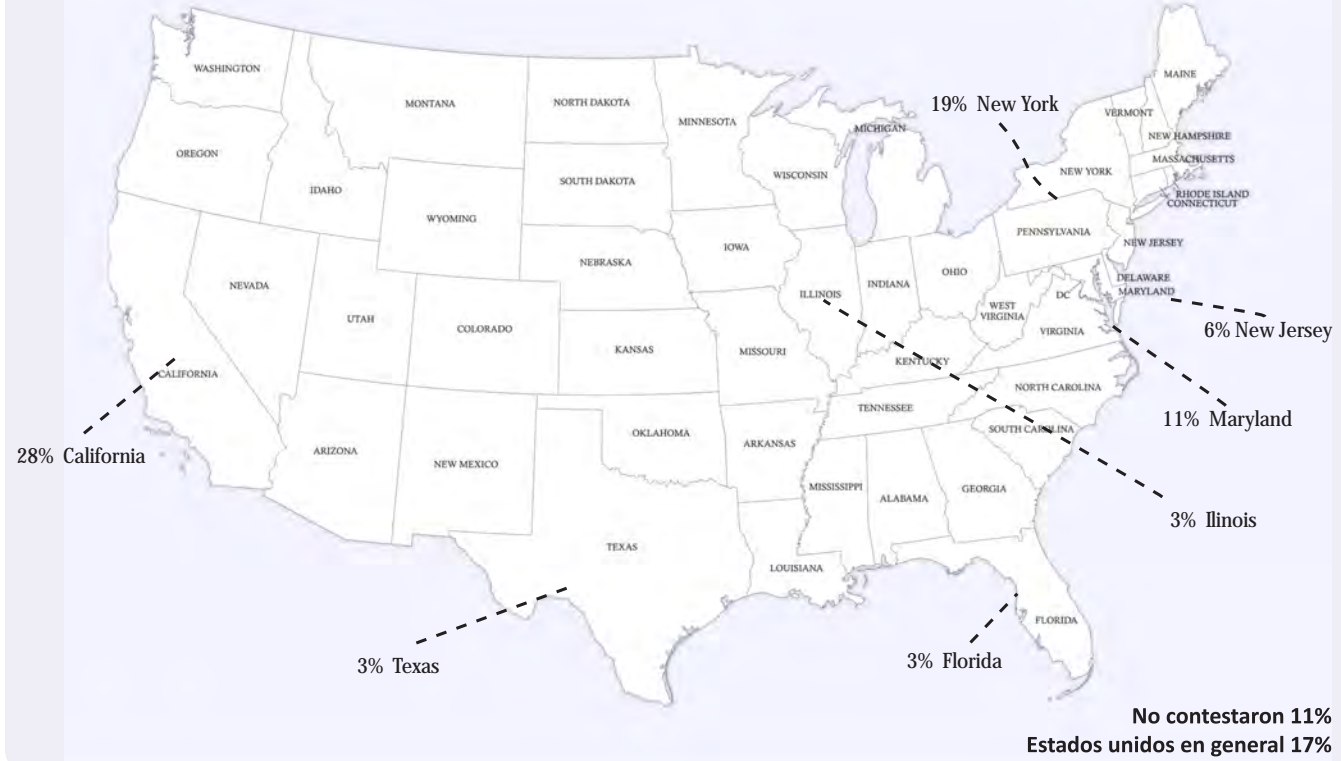 WASHINGTON
MONTANA
NORTH DAKOTA
MINNESOTA
MICHIGAN
MAINE
VERMONT
NEW HAMPSHIRE
MASSACHUSETTS
RHODE ISLAND
CONNECTICUT
19% New York
NEW YORK
OREGON
IDAHO
WYOMING
SOUTH DAKOTA
WISCONSIN
PENNSYLVANIA
NEW JERSEY
NEVADA
UTAH
COLORADO
NEBRASKA
IOWA
ILLINOIS
INDIANA
OHIO
WEST
VIRGINIA
DC
DELAWARE
MARYLAND
6% New Jersey
VIRGINIA
KANSAS
MISSOURI
KENTUCKY
CALIFORNIA
28% California
NORTH CAROLINA
11% Maryland
TENNESSEE
SOUTH CAROLINA
ARIZONA
NEW MEXICO
OKLAHOMA
ARKANSAS
MISSISSIPPI
ALABAMA
GEORGIA
3% Ilinois
TEXAS
LOUISIANA
FLORIDA
3% Texas
3% Florida
No contestaron 11%
Estados unidos en general 17%